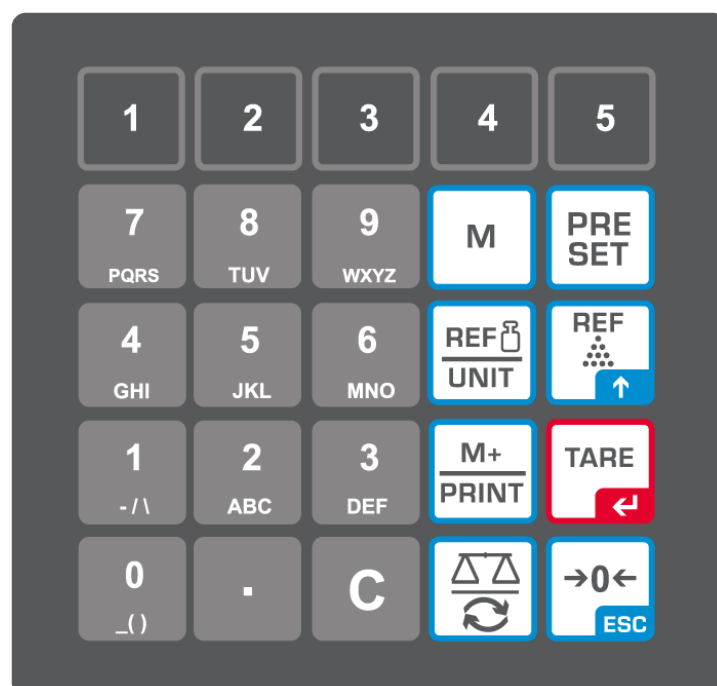 1 2 3 4 5
7 8 9 M PRE
PQRS TUV WXYZ SET
4 5 6 REF REF
GHI JKL MNO UNIT ↑
1 2 3 M+ TARE
-/\ ABC DEF PRINT ↵
0 . C →0←
_() ESC